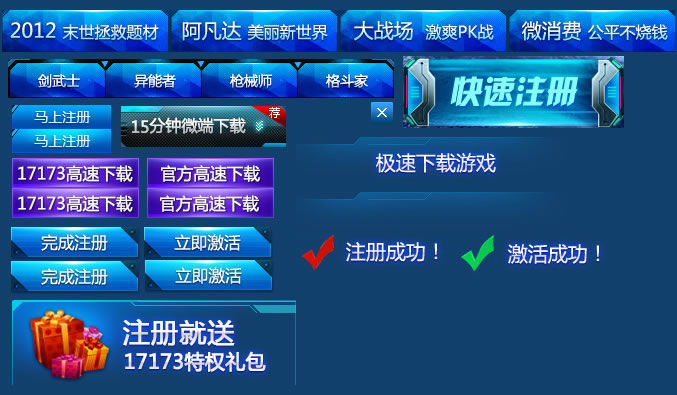 2012 末世拯救题材
阿凡达 美丽新世界
大战场 激爽PK战
微消费 公平不烧钱
剑武士
异能者
枪械师
格斗家
快速注册
马上注册
马上注册
15分钟微端下载
荐
极速下载游戏
17173高速下载
官方高速下载
17173高速下载
官方高速下载
完成注册
立即激活
注册成功！
激活成功！
完成注册
立即激活
注册就送
17173特权礼包